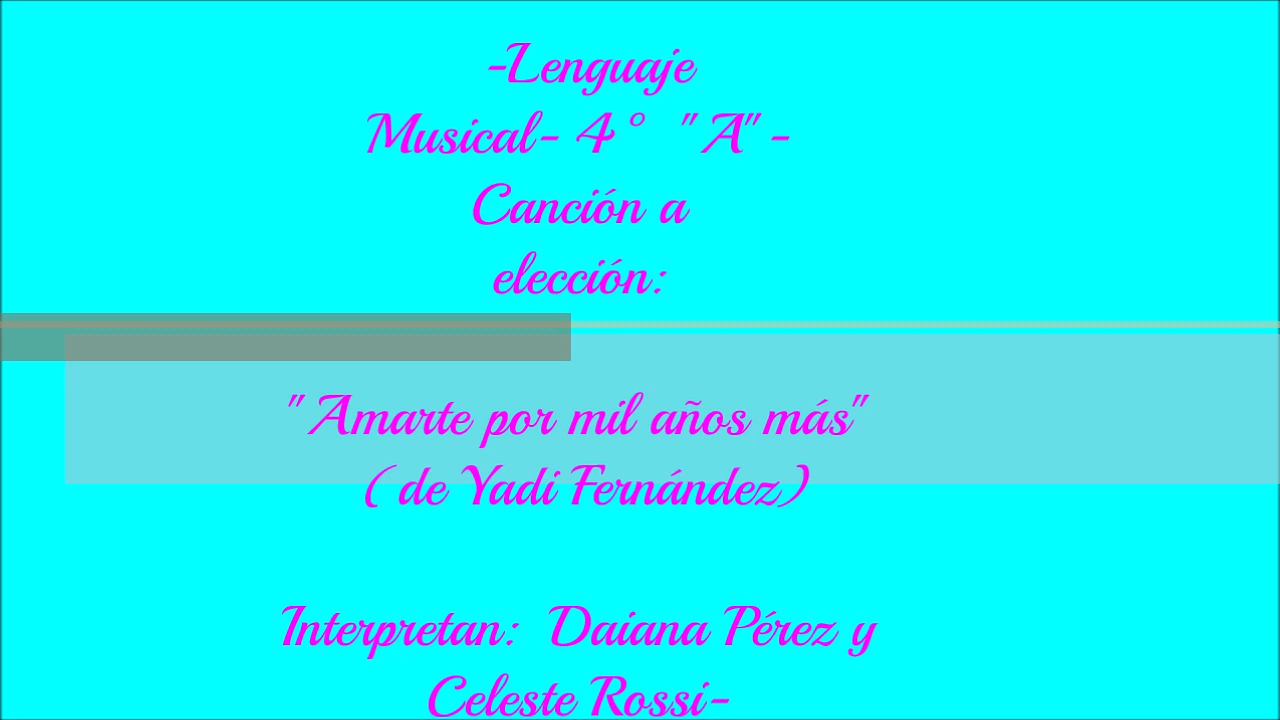 -Lenguaje
Musical- 4° "A"-
Canción a
elección:
"Amarte por mil años más"
( de Yadi Fernández)
Interpretan: Daiana Pérez y
Celeste Rossi-